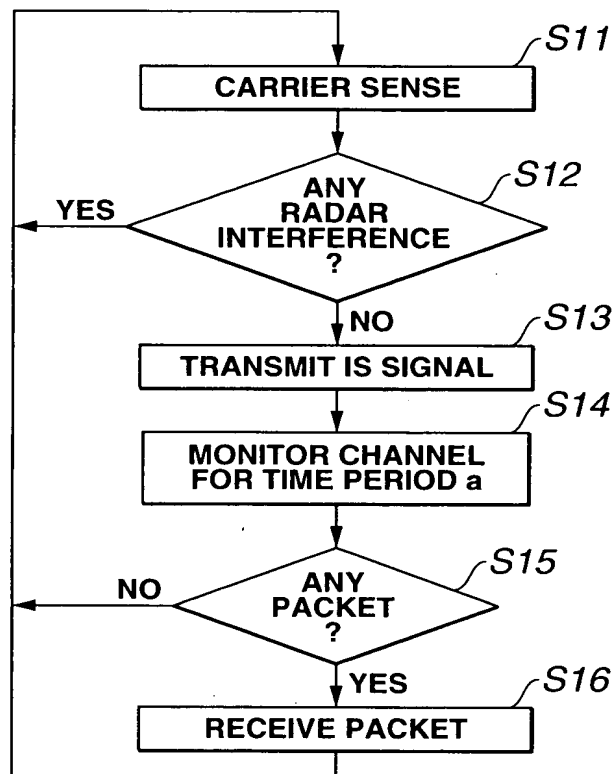 S11
CARRIER SENSE
S12
ANY
RADAR
INTERFERENCE
?
YES
NO
S13
TRANSMIT IS SIGNAL
S14
MONITOR CHANNEL
FOR TIME PERIOD a
S15
ANY
PACKET
?
NO
YES
S16
RECEIVE PACKET